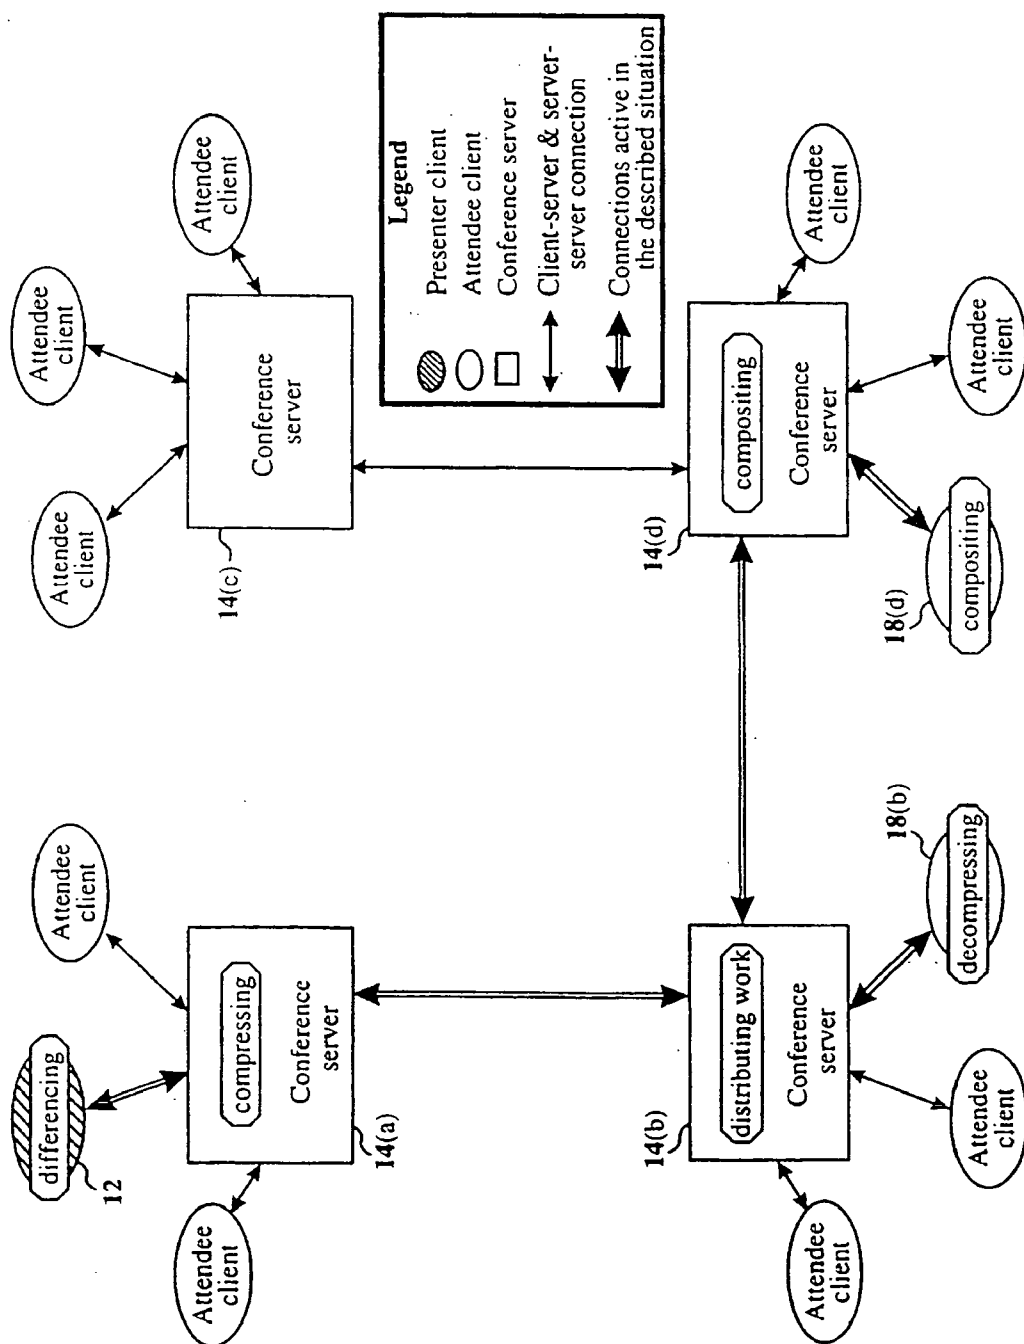 Attendee
client
differencing
12
Attendee
client
compressing
Conference
server
14(a)
Attendee
client
Attendee
client
Attendee
client
Conference
server
14(c)
Legend
Presenter client
Attendee client
Conference server
Client-server & server-
server connection
Connections active in
the described situation
Attendee
client
Attendee
client
distributing work
Conference
server
14(b)
Attendee
client
decompressing
18(b)
compositing
Conference
server
14(d)
compositing
18(d)
Attendee
client
Attendee
client